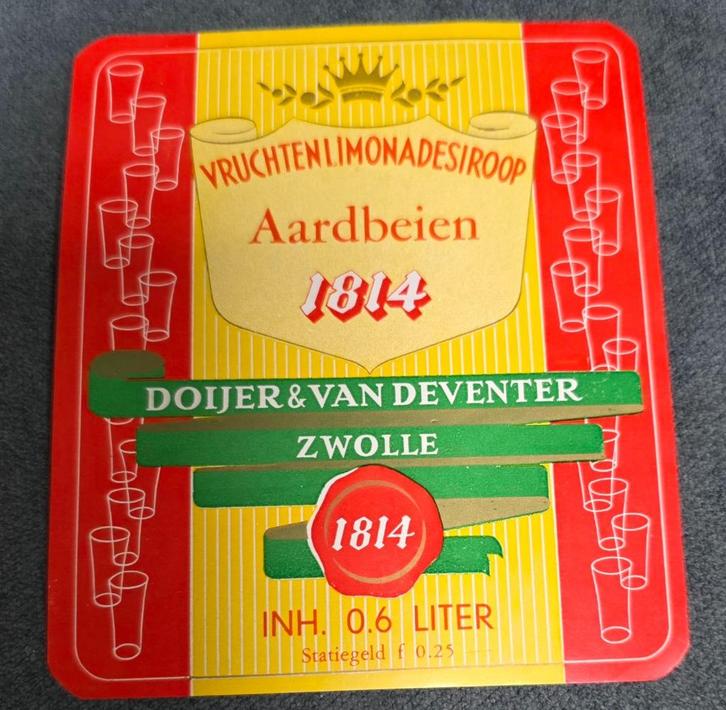 VRUCHTENLIMONADESIROOP
Aardbeien
1814
DOIJER & VAN DEVENTER
ZWOLLE
1814
INH. 0.6 LITER
Statiegeld f 0.25